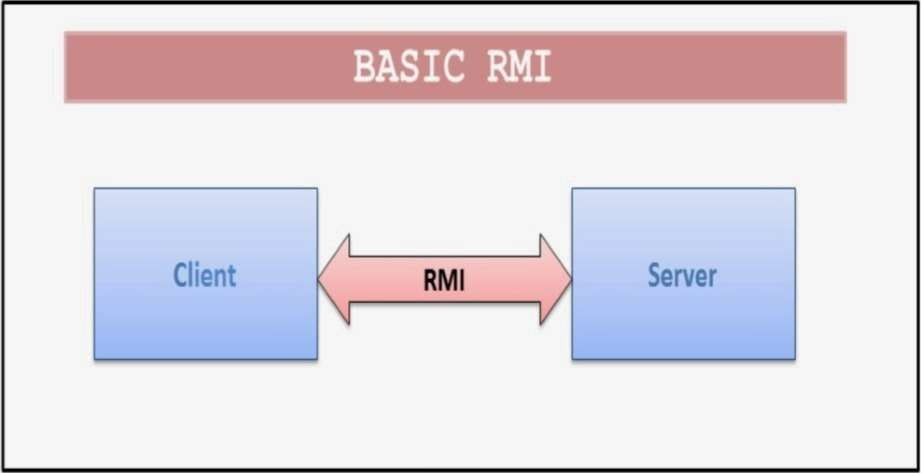 BASIC RMI
Client
RMI
Server